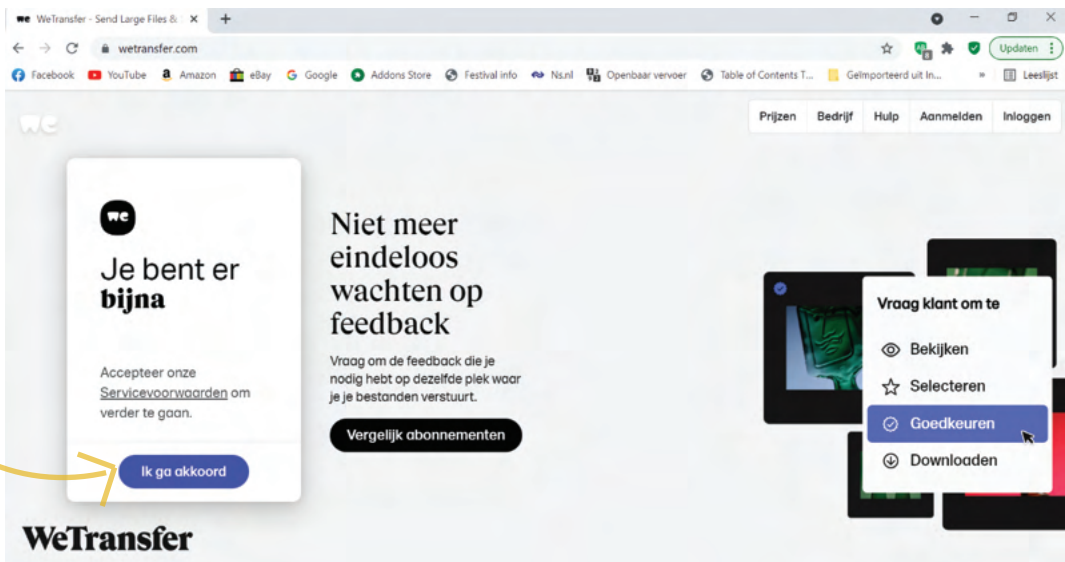 we WeTransfer - Send Large Files &
wetransfer.com
Updaten
Facebook YouTube Amazon eBay Google Addons Store Festival info Ns.nl Openbaar vervoer Table of Contents T... Geïmporteerd uit In... » Leeslijst
we
Prijzen Bedrijf Hulp Aanmelden Inloggen
we
Je bent er
bijna
Accepteer onze
Servicevoorwaarden om
verder te gaan.
Ik ga akkoord
Niet meer
eindeloos
wachten op
feedback
Vraag om de feedback die je
nodig hebt op dezelfde plek waar
je je bestanden verstuurt.
Vergelijk abonnementen
Vraag klant om te
Bekijken
Selecteren
Goedkeuren
Downloaden
WeTransfer